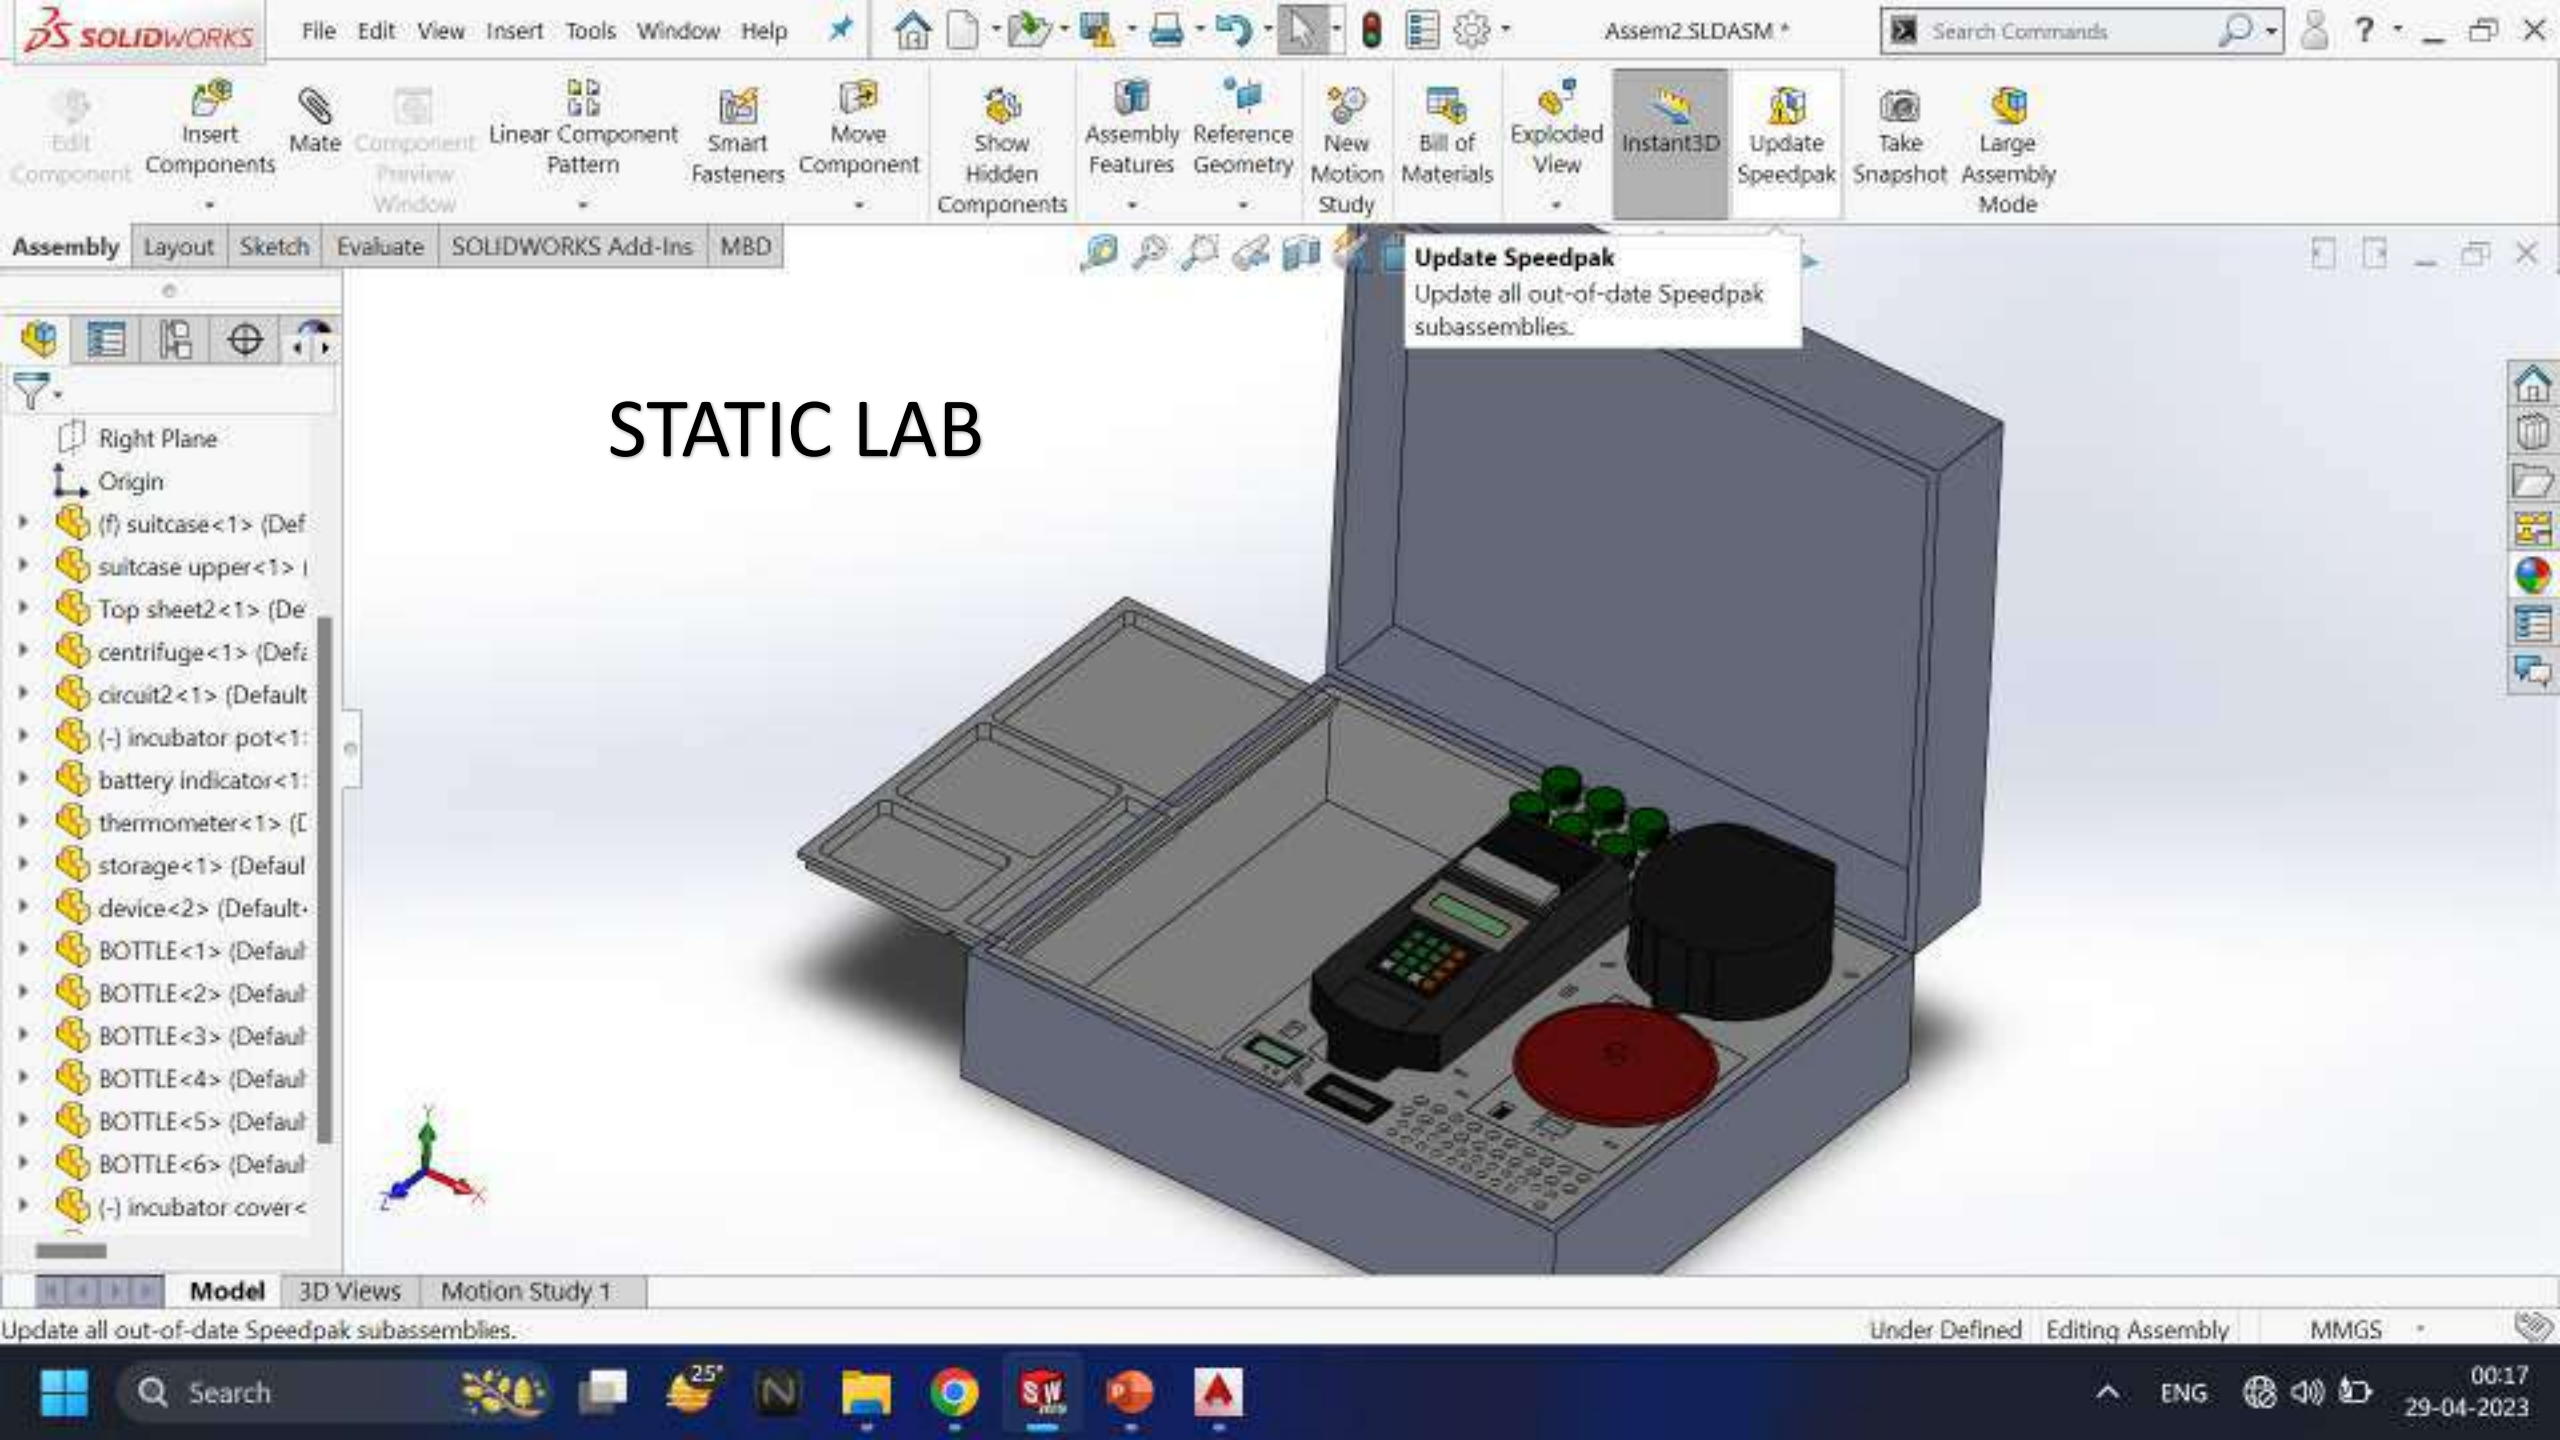 SOLIDWORKS File Edit View Insert Tools Window Help Assem2.SLDASM * Search Commands ?
Edit Component
Insert Components
Mate
Component Preview Window
Linear Component Pattern
Smart Fasteners
Move Component
Show Hidden Components
Assembly Features
Reference Geometry
New Motion Study
Bill of Materials
Exploded View
Instant3D
Update Speedpak
Take Snapshot
Large Assembly Mode
Assembly Layout Sketch Evaluate SOLIDWORKS Add-Ins MBD
Update Speedpak
Update all out-of-date Speedpak
subassemblies.
STATIC LAB
Right Plane
Origin
(f) suitcase<1> (Def
suitcase upper<1> (
Top sheet2<1> (De
centrifuge<1> (Defa
circuit2<1> (Default
(-) incubator pot<1>
battery indicator<1>
thermometer<1> (D
storage<1> (Defaul
device<2> (Default
BOTTLE<1> (Defaul
BOTTLE<2> (Defaul
BOTTLE<3> (Defaul
BOTTLE<4> (Defaul
BOTTLE<5> (Defaul
BOTTLE<6> (Defaul
(-) incubator cover<
Y
Z X
Model 3D Views Motion Study 1
Update all out-of-date Speedpak subassemblies. Under Defined Editing Assembly MMGS
Search 25° N SW P A ENG 00:17
29-04-2023